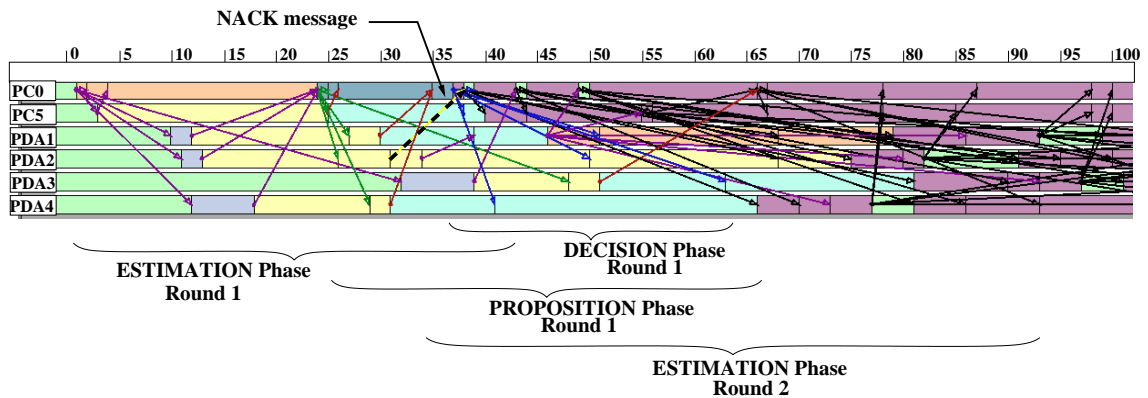 NACK message
0 5 10 15 20 25 30 35 40 45 50 55 60 65 70 75 80 85 90 95 100
PC0
PC5
PDA1
PDA2
PDA3
PDA4
DECISION Phase
Round 1
ESTIMATION Phase
Round 1
PROPOSITION Phase
Round 1
ESTIMATION Phase
Round 2